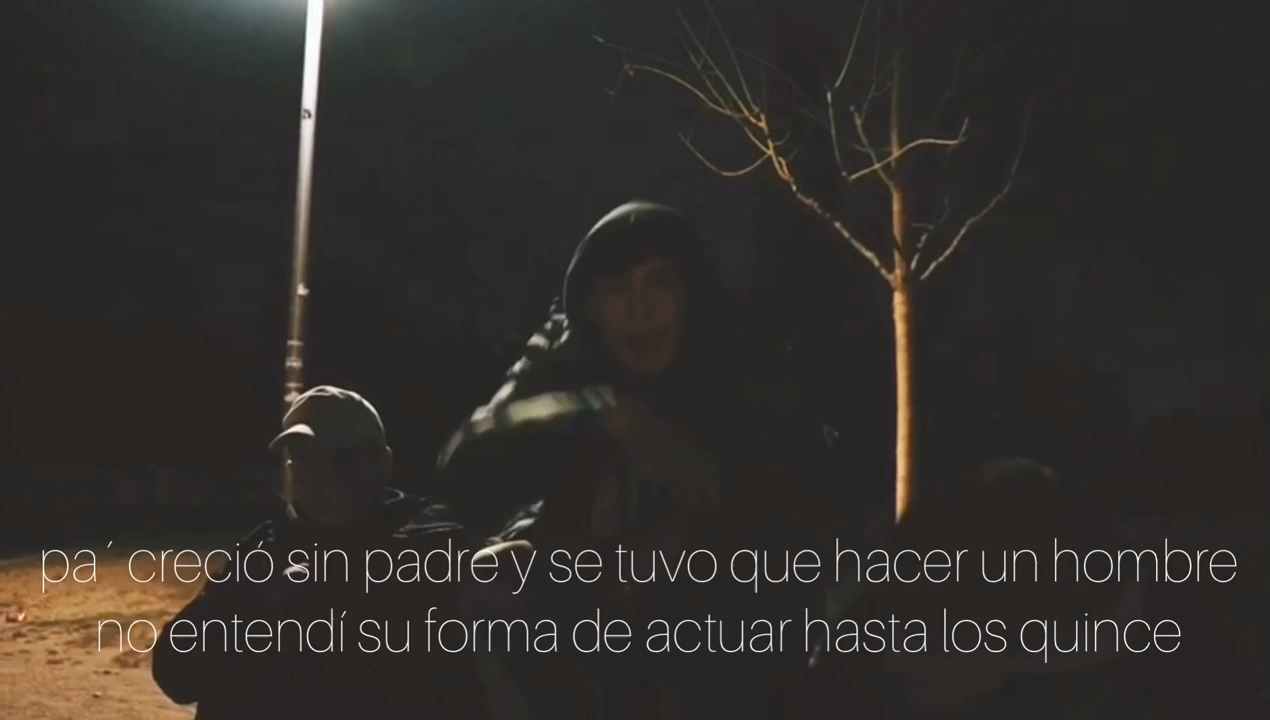 pa´ creció sin padre y se tuvo que hacer un hombre
no entendí su forma de actuar hasta los quince